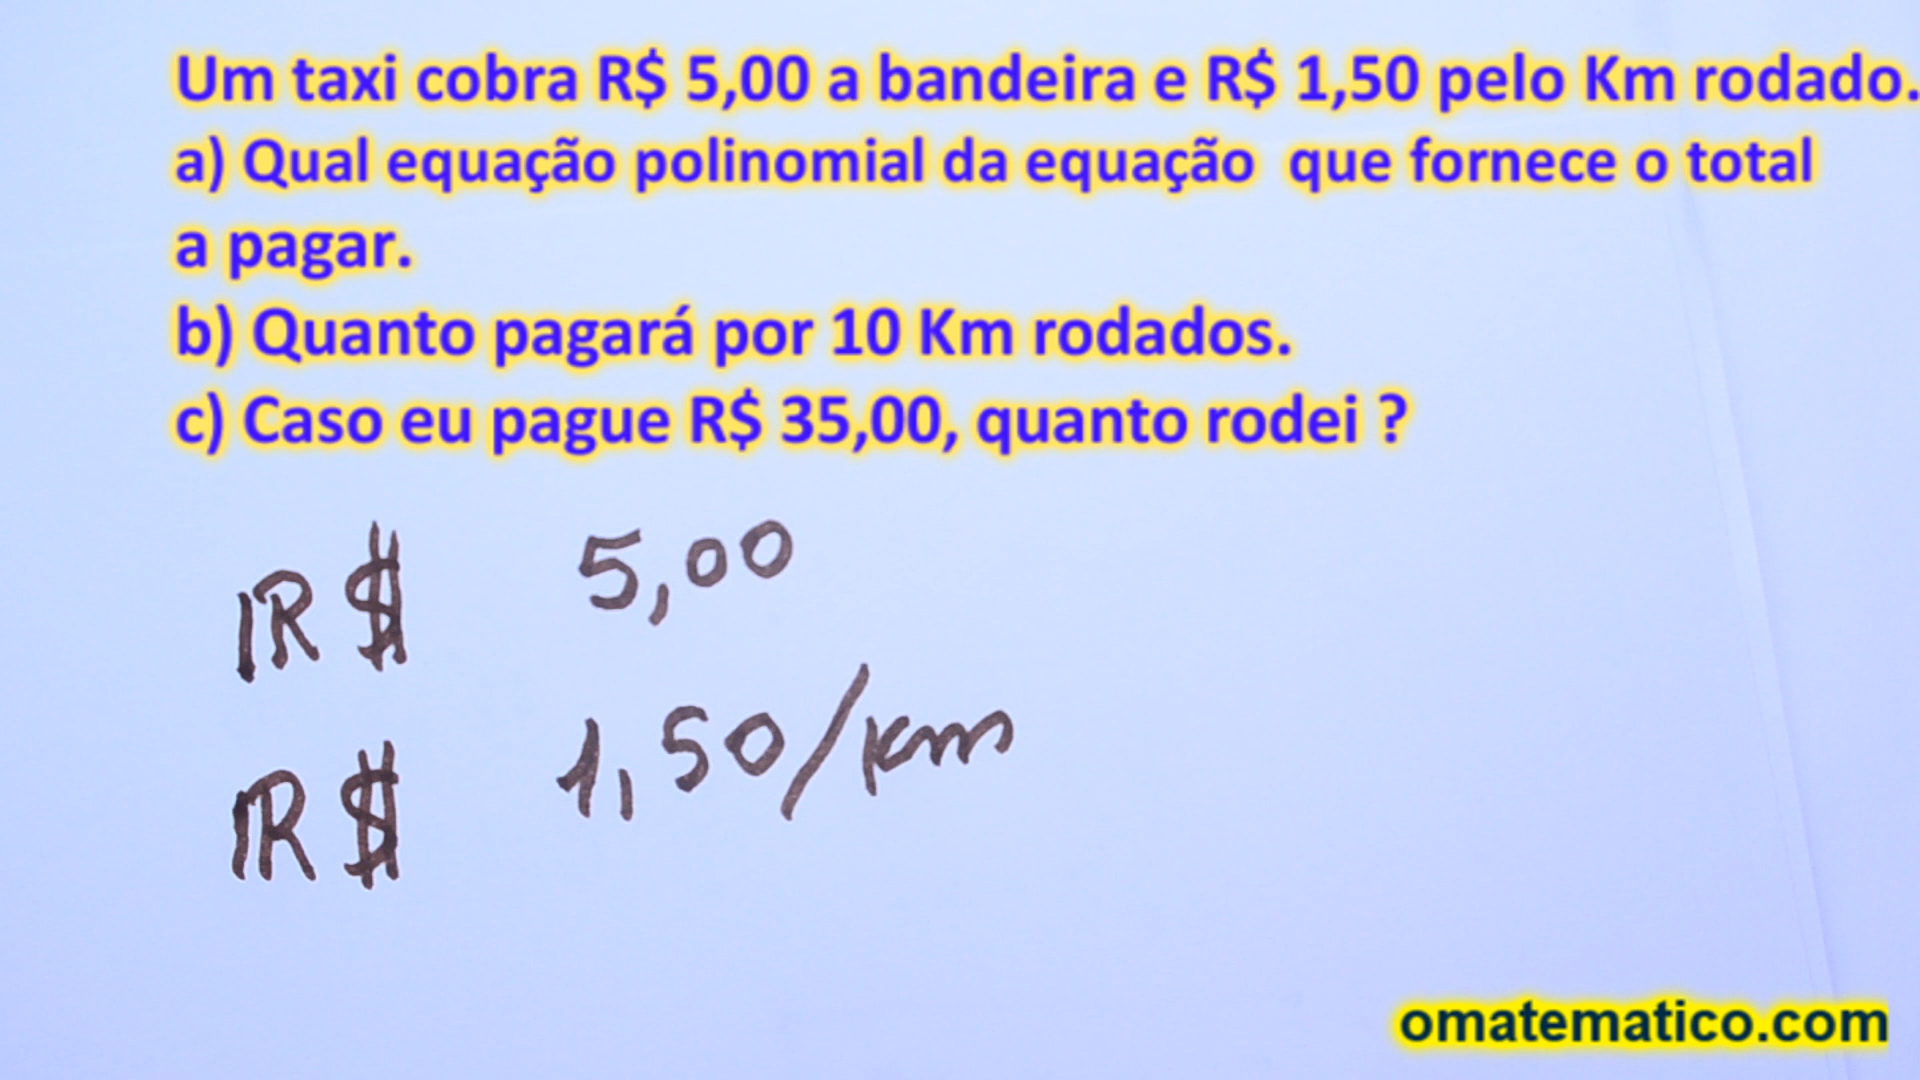 Um taxi cobra R$ 5,00 a bandeira e R$ 1,50 pelo Km rodado.
a) Qual equação polinomial da equação que fornece o total
a pagar.
b) Quanto pagará por 10 Km rodados.
c) Caso eu pague R$ 35,00, quanto rodei ?
R$ 5,00
R$ 1,50/km
omatematico.com